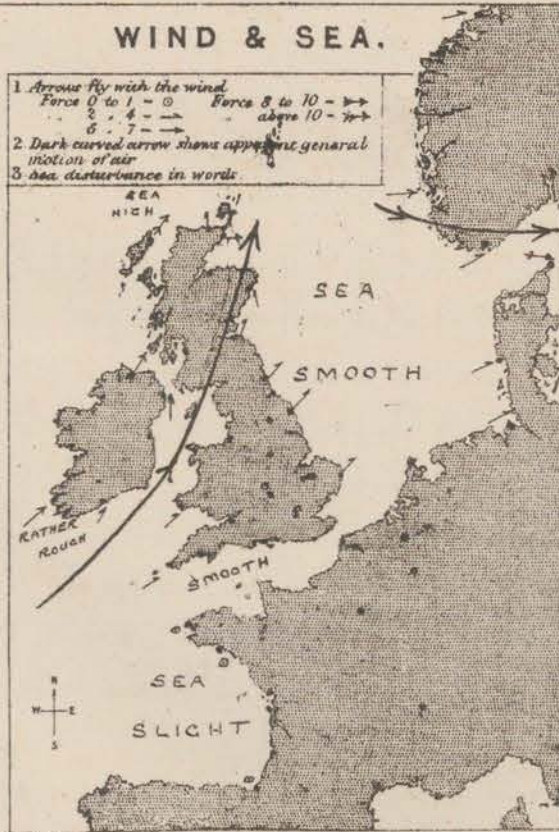 WIND & SEA.
1 Arrows fly with the wind
Force 0 to 1 - ⊙ Force 8 to 10 - ↠
" 2 " 4 - → " above 10 - ↠
" 5 " 7 - →
2 Dark curved arrow shows apparent general
motion of air
3 Sea disturbance in words
SEA
HIGH
SEA
SMOOTH
RATHER
ROUGH
SMOOTH
SEA
SLIGHT
N
W E
S